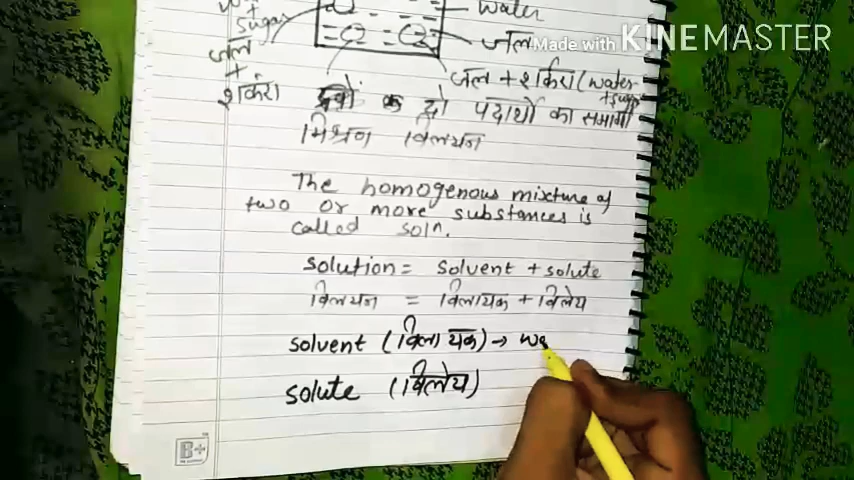 sugar
water
जल
जल
Made with KINEMASTER
+
शर्करा
जल + शर्करा (water
+ sugar
दो पदार्थो का समांगी
मिश्रण विलयन
The homogenous mixture of
two or more substances is
called soln.
solution = solvent + solute
विलयन = विलायक + विलेय
solvent (विलायक) → wa
solute (विलेय)
B+